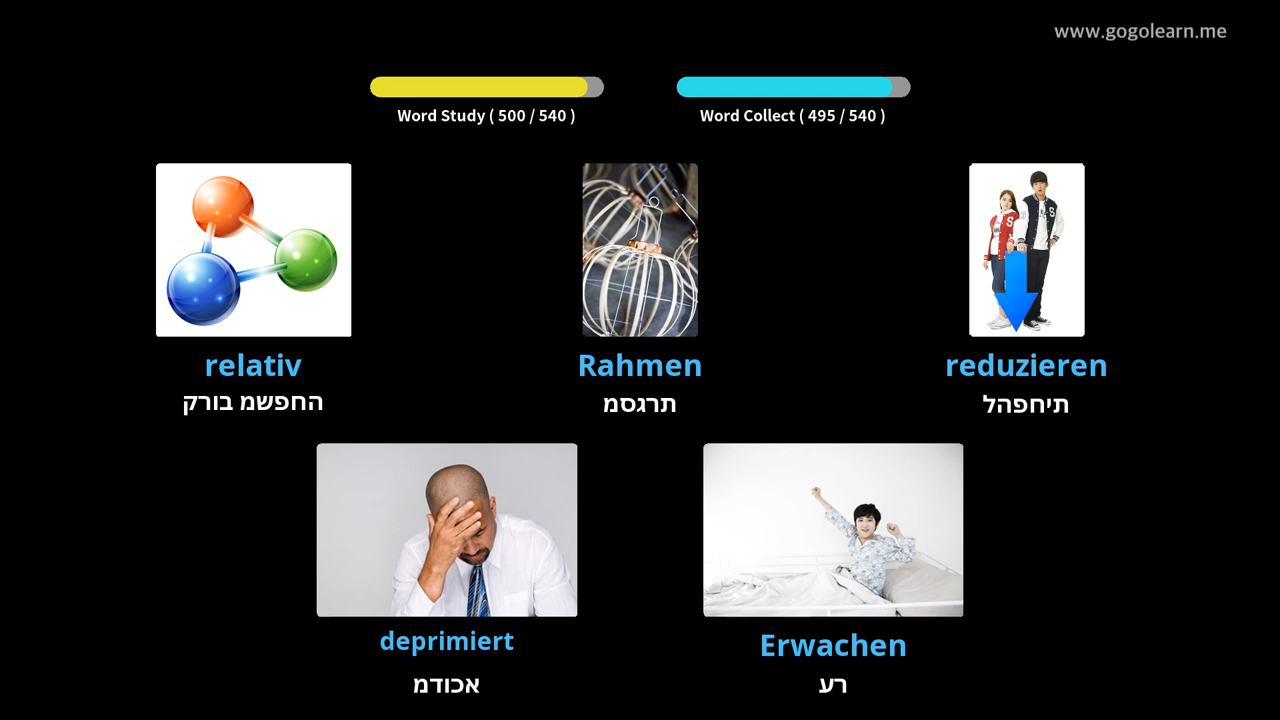 www.gogolearn.me
Word Study ( 500 / 540 )
Word Collect ( 495 / 540 )
relativ
החפשמ בורק
Rahmen
תרגסמ
reduzieren
תיחפהל
deprimiert
אכודמ
Erwachen
רע